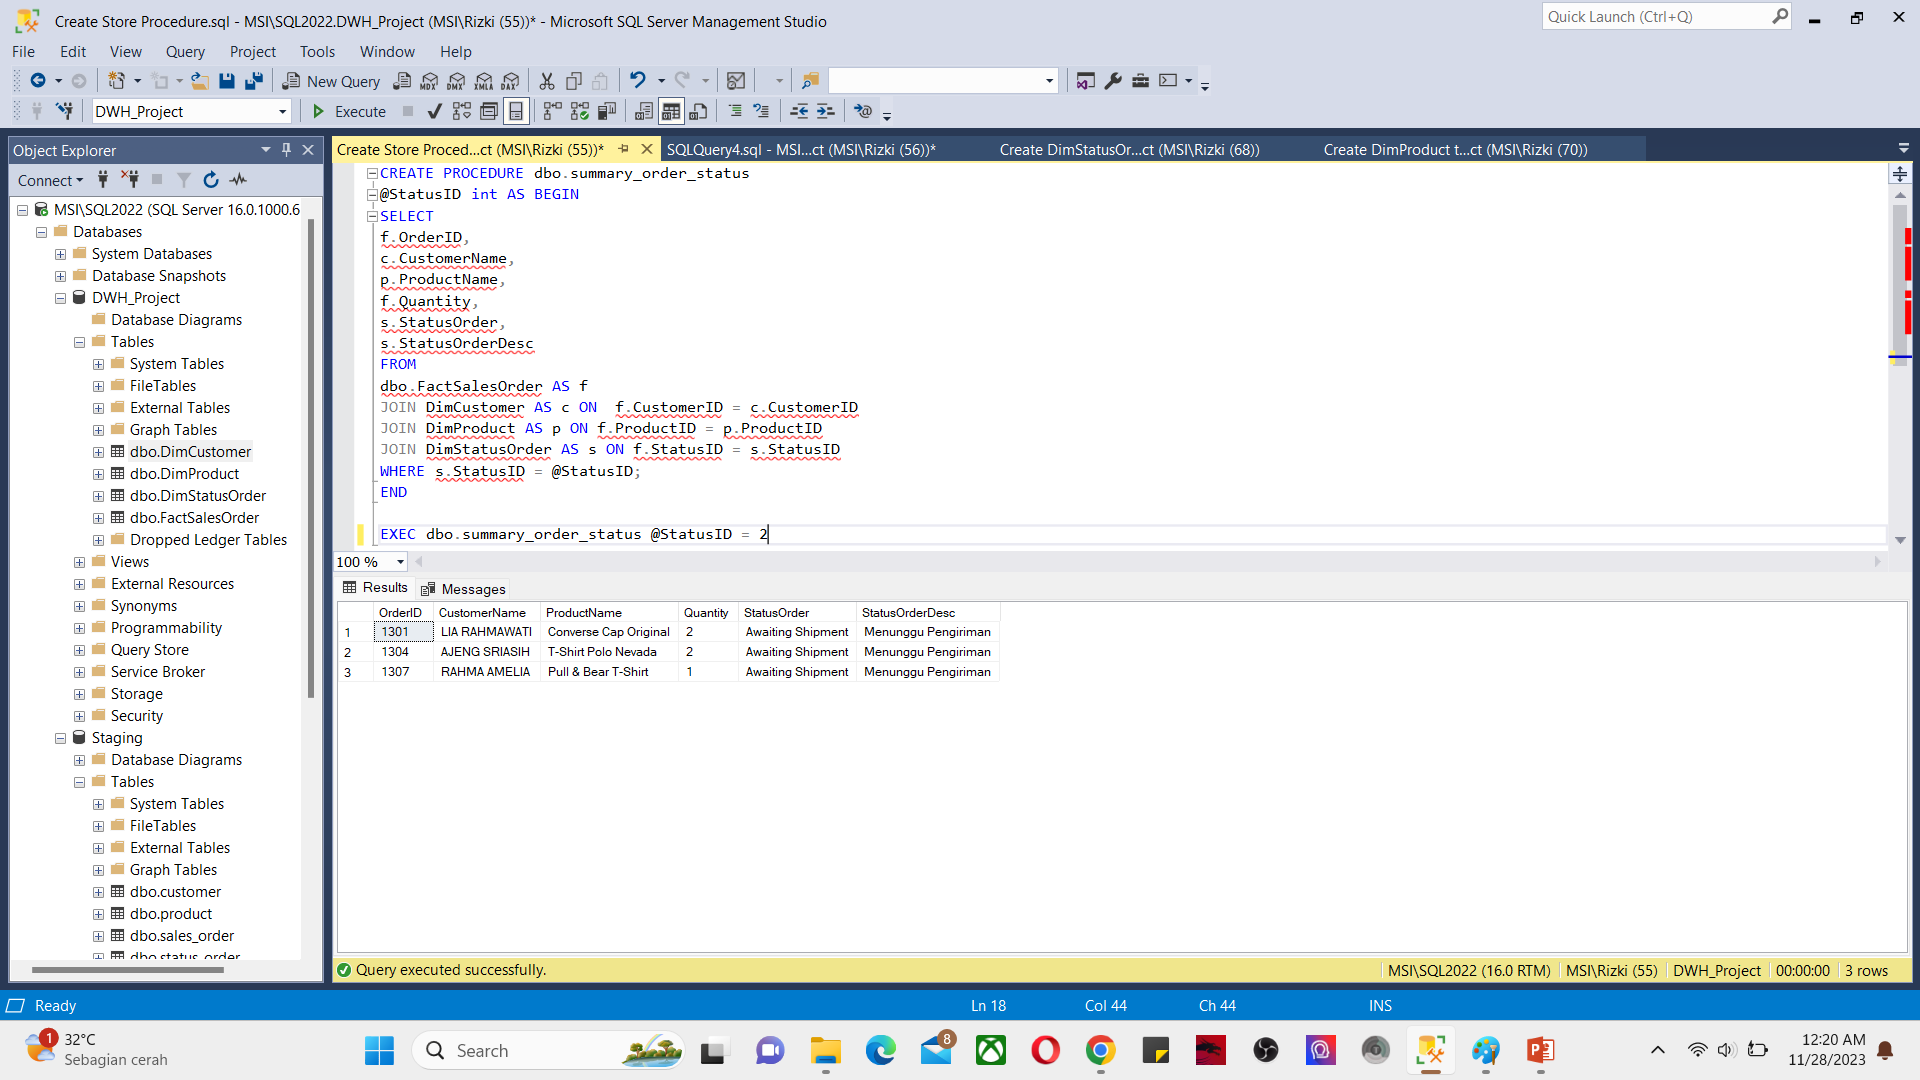 Create Store Procedure.sql - MSI\SQL2022.DWH_Project (MSI\Rizki (55))* - Microsoft SQL Server Management Studio
Quick Launch (Ctrl+Q)
File Edit View Query Project Tools Window Help
New Query
DWH_Project
Execute
Object Explorer
Connect
MSI\SQL2022 (SQL Server 16.0.1000.6
Databases
System Databases
Database Snapshots
DWH_Project
Database Diagrams
Tables
System Tables
FileTables
External Tables
Graph Tables
dbo.DimCustomer
dbo.DimProduct
dbo.DimStatusOrder
dbo.FactSalesOrder
Dropped Ledger Tables
Views
External Resources
Synonyms
Programmability
Query Store
Service Broker
Storage
Security
Staging
Database Diagrams
Tables
System Tables
FileTables
External Tables
Graph Tables
dbo.customer
dbo.product
dbo.sales_order
dbo.status_order
Create Store Proced...ct (MSI\Rizki (55))*
SQLQuery4.sql - MSI...ct (MSI\Rizki (56))*
Create DimStatusOr...ct (MSI\Rizki (68))
Create DimProduct t...ct (MSI\Rizki (70))
CREATE PROCEDURE dbo.summary_order_status
@StatusID int AS BEGIN
SELECT
f.OrderID,
c.CustomerName,
p.ProductName,
f.Quantity,
s.StatusOrder,
s.StatusOrderDesc
FROM
dbo.FactSalesOrder AS f
JOIN DimCustomer AS c ON  f.CustomerID = c.CustomerID
JOIN DimProduct AS p ON f.ProductID = p.ProductID
JOIN DimStatusOrder AS s ON f.StatusID = s.StatusID
WHERE s.StatusID = @StatusID;
END
EXEC dbo.summary_order_status @StatusID = 2
100 %
Results Messages
OrderID CustomerName ProductName Quantity StatusOrder StatusOrderDesc
1 1301 LIA RAHMAWATI Converse Cap Original 2 Awaiting Shipment Menunggu Pengiriman
2 1304 AJENG SRIASIH T-Shirt Polo Nevada 2 Awaiting Shipment Menunggu Pengiriman
3 1307 RAHMA AMELIA Pull & Bear T-Shirt 1 Awaiting Shipment Menunggu Pengiriman
Query executed successfully.
MSI\SQL2022 (16.0 RTM) MSI\Rizki (55) DWH_Project 00:00:00 3 rows
Ready
Ln 18 Col 44 Ch 44 INS
1
32°C
Sebagian cerah
Search
8
12:20 AM
11/28/2023